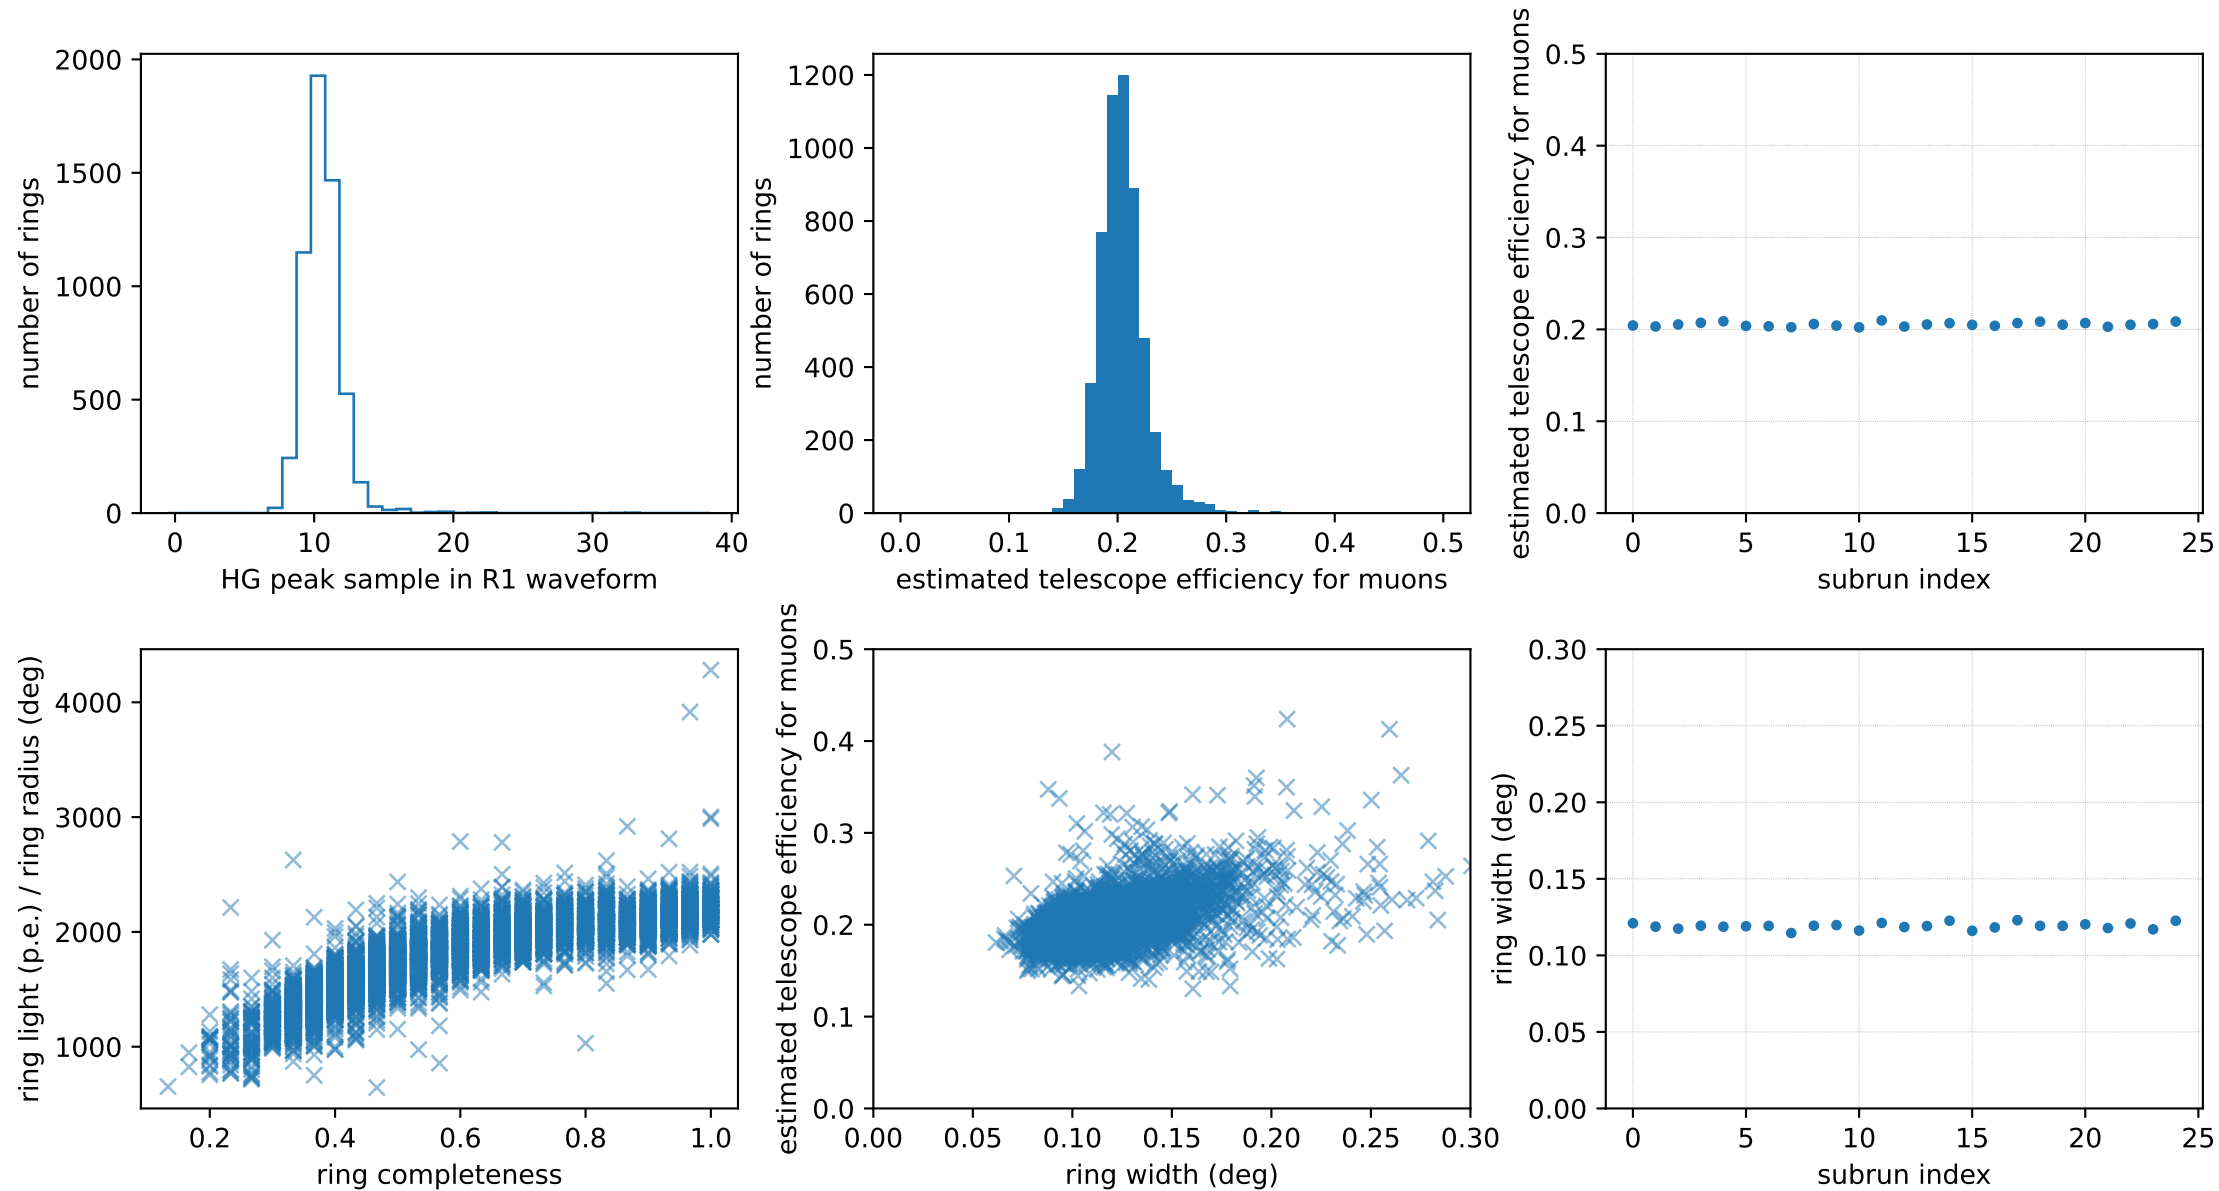 2000
1500
1000
500
0
number of rings
0 10 20 30 40
HG peak sample in R1 waveform
1200
1000
800
600
400
200
0
number of rings
0.0 0.1 0.2 0.3 0.4 0.5
estimated telescope efficiency for muons
0.5
0.4
0.3
0.2
0.1
0.0
estimated telescope efficiency for muons
0 5 10 15 20 25
subrun index
4000
3000
2000
1000
ring light (p.e.) / ring radius (deg)
0.2 0.4 0.6 0.8 1.0
ring completeness
0.5
0.4
0.3
0.2
0.1
0.0
estimated telescope efficiency for muons
0.00 0.05 0.10 0.15 0.20 0.25 0.30
ring width (deg)
0.30
0.25
0.20
0.15
0.10
0.05
0.00
ring width (deg)
0 5 10 15 20 25
subrun index